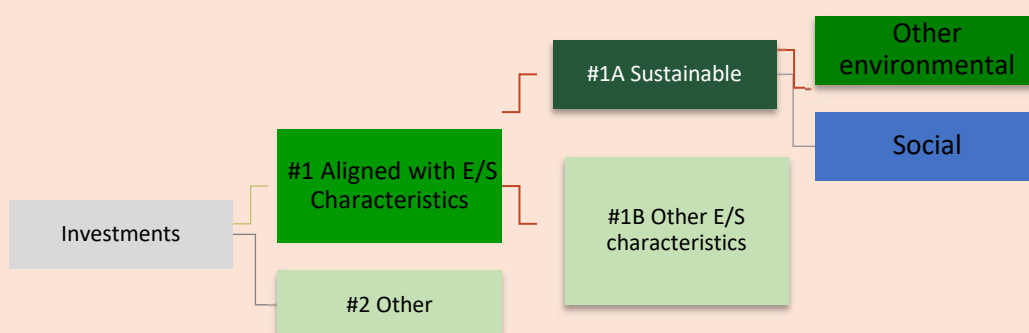 Other
environmental
#1A Sustainable
Social
#1 Aligned with E/S
Characteristics
#1B Other E/S
characteristics
Investments
#2 Other